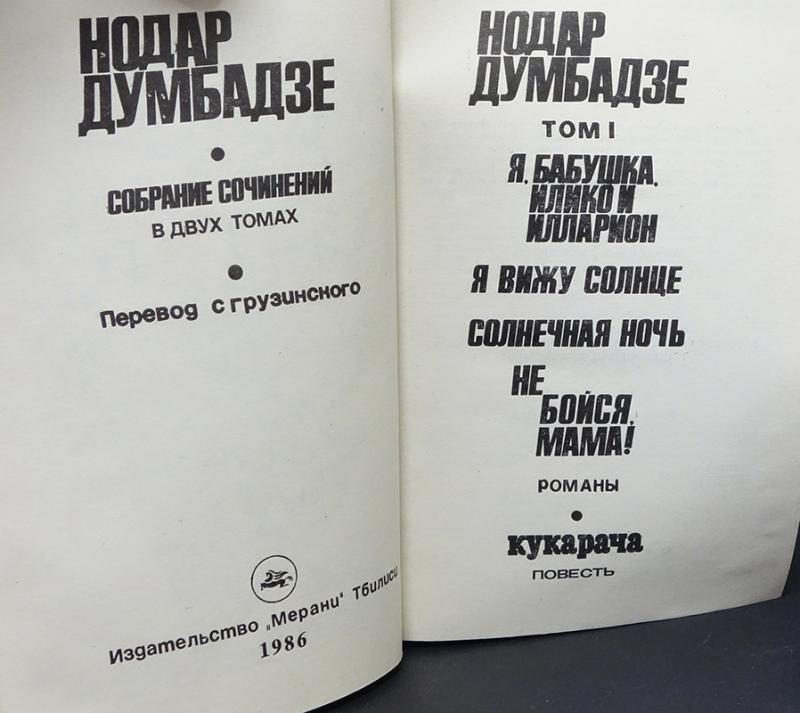 НОДАР
ДУМБАДЗЕ
СОБРАНИЕ СОЧИНЕНИЙ
В ДВУХ ТОМАХ
Перевод с грузинского
Издательство „Мерани“ Тбилиси
1986
НОДАР
ДУМБАДЗЕ
ТОМ I
Я, БАБУШКА,
ИЛИКО И
ИЛЛАРИОН
Я ВИЖУ СОЛНЦЕ
СОЛНЕЧНАЯ НОЧЬ
НЕ
БОЙСЯ,
МАМА!
РОМАНЫ
кукарача
ПОВЕСТЬ